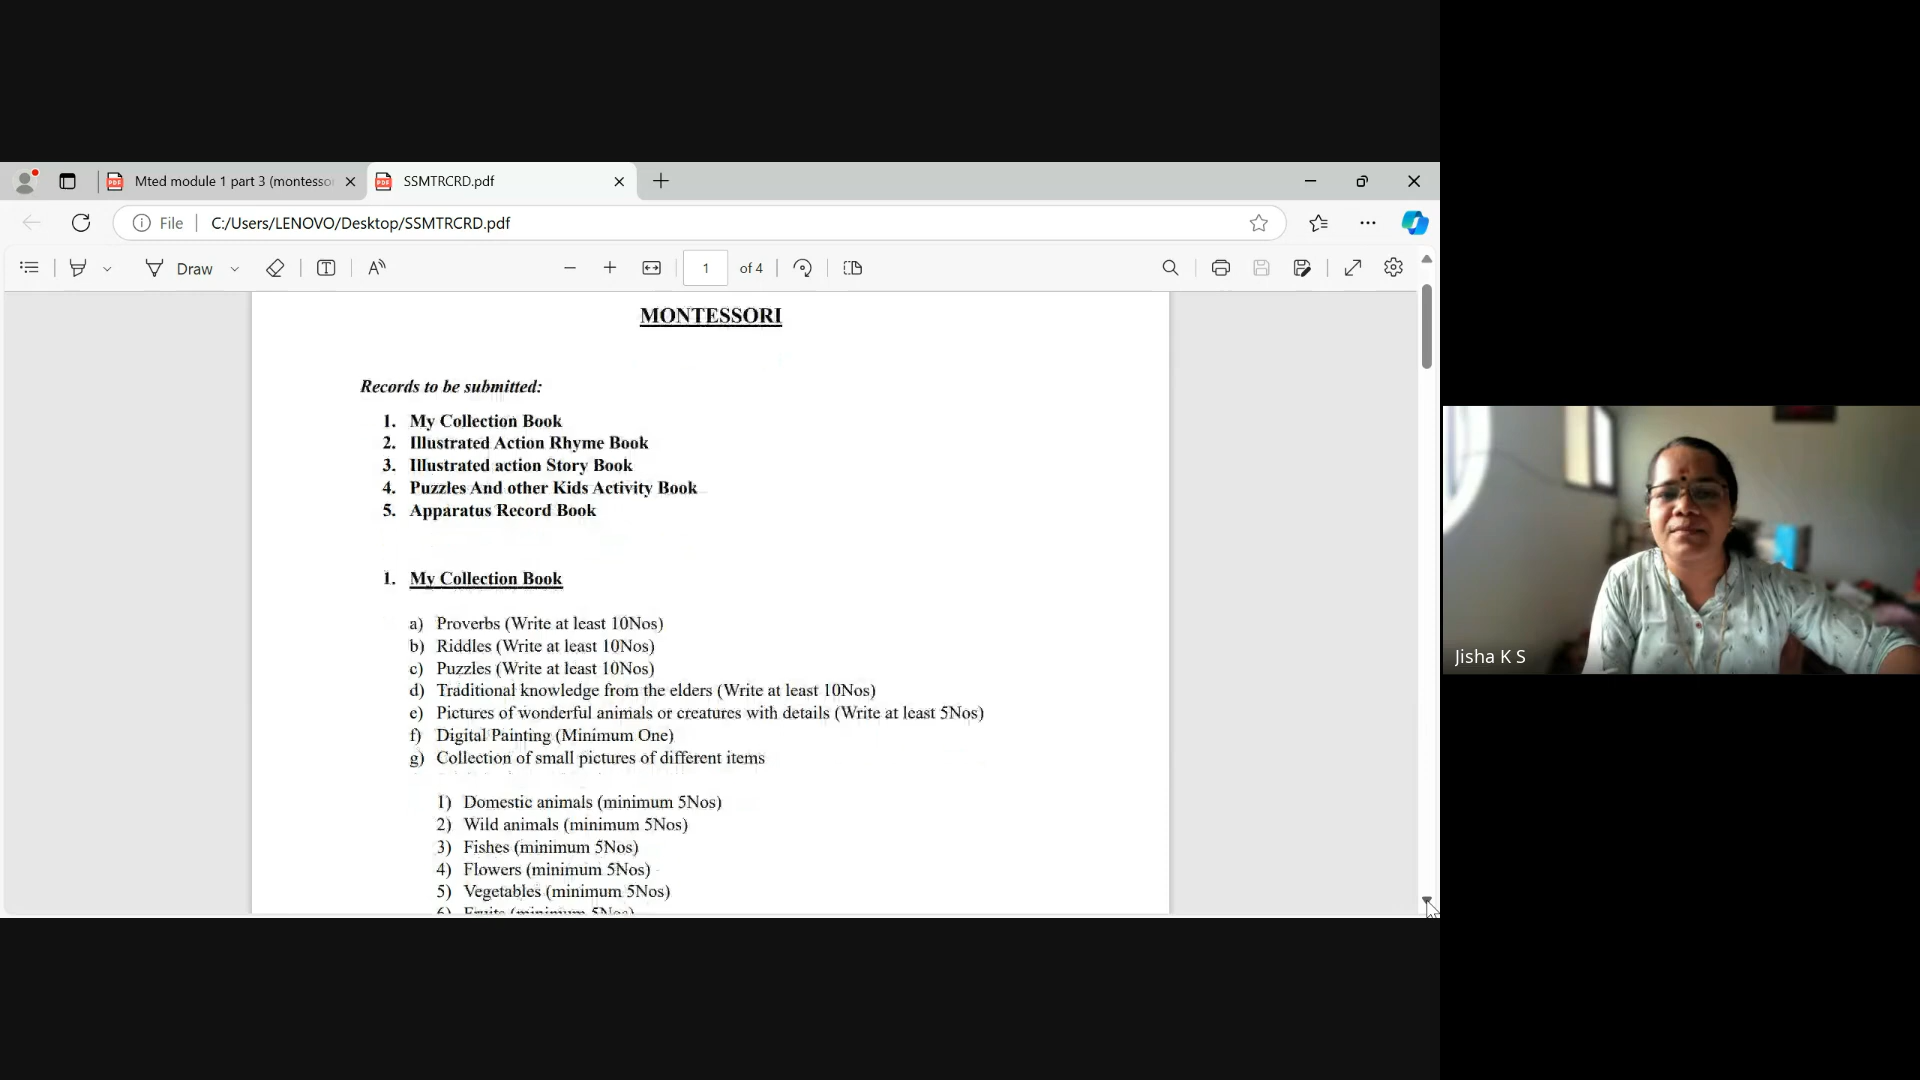 Mted module 1 part 3 (montesso
SSMTRCRD.pdf
File
C:/Users/LENOVO/Desktop/SSMTRCRD.pdf
Draw
1 of 4
MONTESSORI
Records to be submitted:
1. My Collection Book
2. Illustrated Action Rhyme Book
3. Illustrated action Story Book
4. Puzzles And other Kids Activity Book
5. Apparatus Record Book
1. My Collection Book
a) Proverbs (Write at least 10Nos)
b) Riddles (Write at least 10Nos)
c) Puzzles (Write at least 10Nos)
d) Traditional knowledge from the elders (Write at least 10Nos)
e) Pictures of wonderful animals or creatures with details (Write at least 5Nos)
f) Digital Painting (Minimum One)
g) Collection of small pictures of different items
1) Domestic animals (minimum 5Nos)
2) Wild animals (minimum 5Nos)
3) Fishes (minimum 5Nos)
4) Flowers (minimum 5Nos)
5) Vegetables (minimum 5Nos)
6) Fruits (minimum 5Nos)
Jisha K S